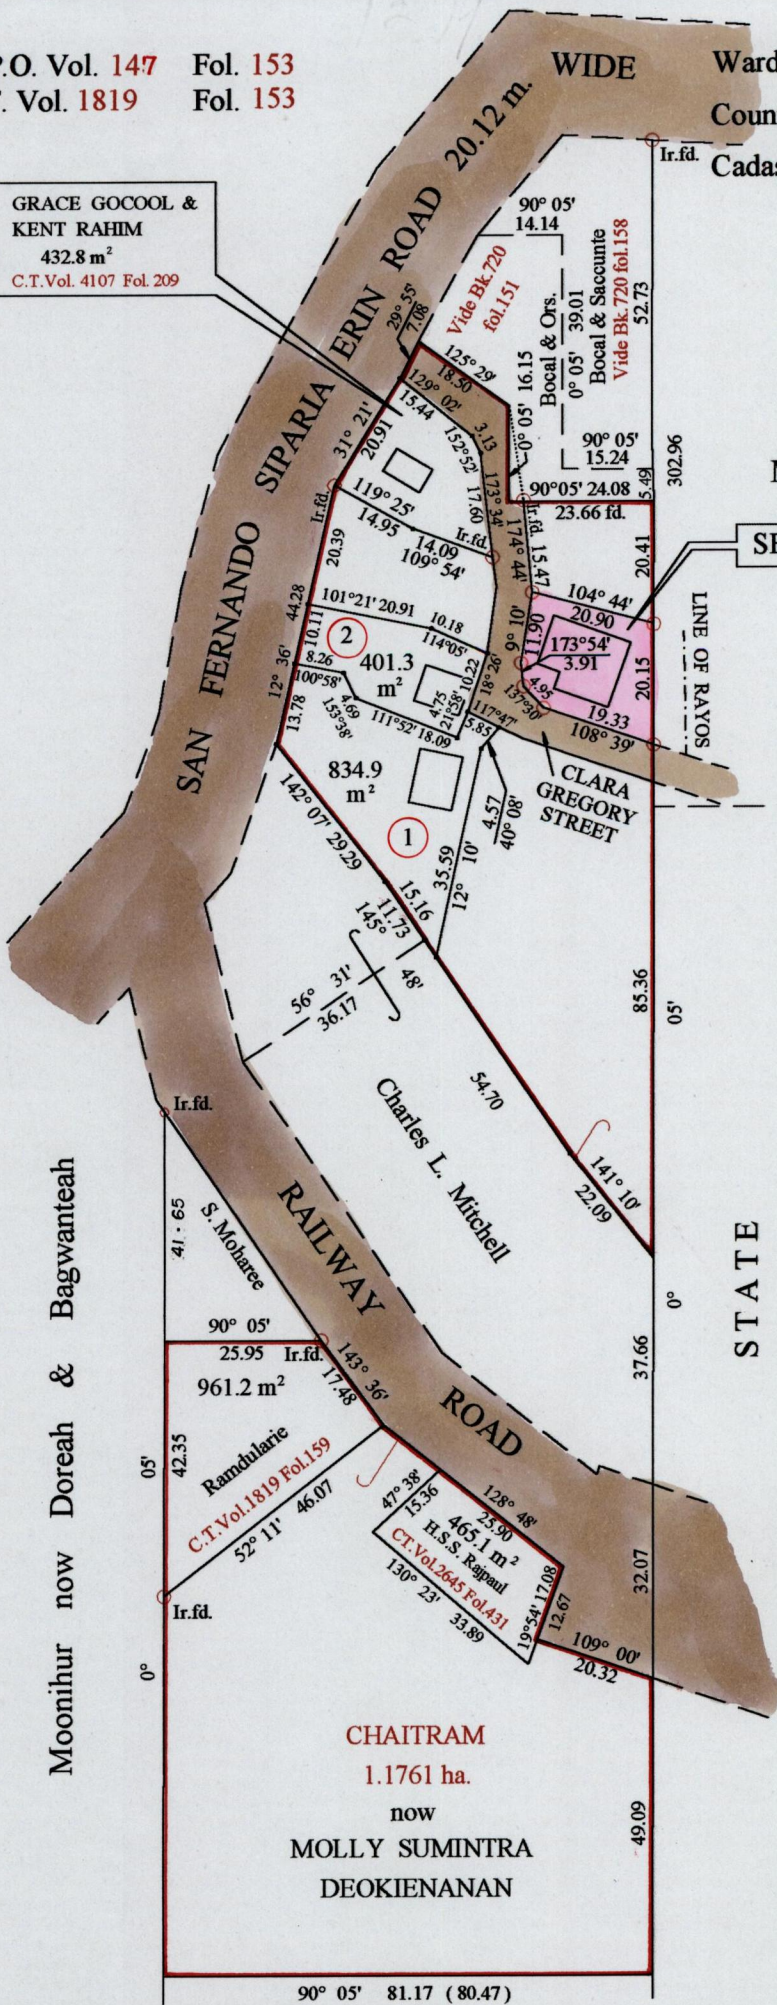 P.O. Vol. 147 Fol. 153
T. Vol. 1819 Fol. 153
Ward
Coun
Cadas
GRACE GOCOOL &
KENT RAHIM
432.8 m²
C.T.Vol. 4107 Fol. 209
SAN FERNANDO SIPARIA ERIN ROAD 20.12 m. WIDE
Ir.fd.
90° 05'
14.14
Vide Bk.720
fol.151
Bocal & Ors.
0° 05' 39.01
Bocal & Saccunte
Vide Bk.720 fol.158
52.73
302.96
29° 55'
7.08
125° 29'
18.50
129° 02'
15.44
152°52'
3.13
0° 05' 16.15
90° 05'
15.24
5.49
90°05' 24.08
23.66 fd.
31° 21'
20.91
Ir.fd.
119° 25'
14.95
14.09
109° 54'
Ir.fd.
17.60
173° 34'
Ir.fd.
174° 44'
15.47
20.41
SE
104° 44'
20.90
20.39
44.28
10.11
12° 36'
13.78
101°21' 20.91
10.18
114°05'
2
401.3
m²
8.26
100°58'
4.69
153°38'
111°52' 18.09
4.75
21°58'
10.22
18° 26'
117°47'
5.85
9° 10'
11.90
173°54'
3.91
4.95
137°30'
19.33
108° 39'
20.15
LINE OF RAYOS
CLARA
GREGORY
STREET
834.9
m²
1
4.57
40° 08'
35.59
12° 10'
142° 07' 29.29
15.16
11.73
145° 48'
56° 31'
36.17
85.36
05'
Charles L. Mitchell
54.70
141° 10'
22.09
Ir.fd.
41.65
S. Moharee
RAILWAY ROAD
0°
STATE
37.66
Moonihur now Doreah & Bagwanteah
90° 05'
25.95
Ir.fd.
143° 36'
17.48
961.2 m²
Ramdularie
C.T.Vol.1819 Fol.159
05'
42.35
52° 11' 46.07
Ir.fd.
0°
47° 38'
15.36
128° 48'
25.90
465.1 m²
H.S.S. Rajpaul
CT.Vol.2645 Fol.431
130° 23' 33.89
19°54' 17.08
12.67
109° 00'
20.32
32.07
CHAITRAM
1.1761 ha.
now
MOLLY SUMINTRA
DEOKIENANAN
49.09
90° 05' 81.17 ( 80.47 )